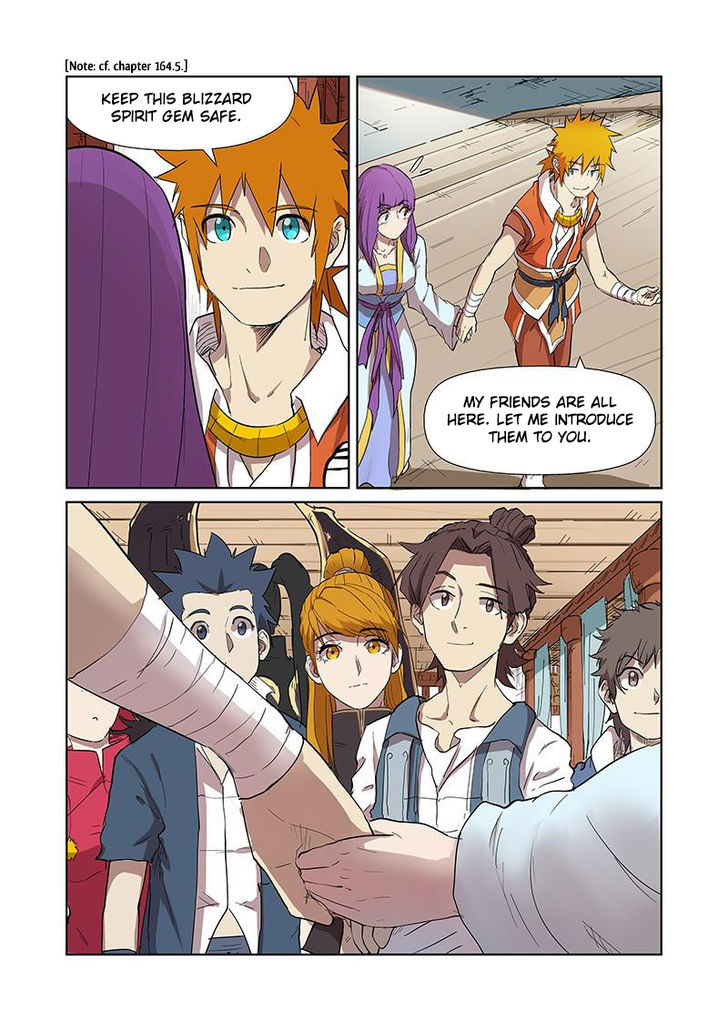 [Note: cf. chapter 164.5.]
KEEP THIS BLIZZARD
SPIRIT GEM SAFE.
MY FRIENDS ARE ALL
HERE. LET ME INTRODUCE
THEM TO YOU.